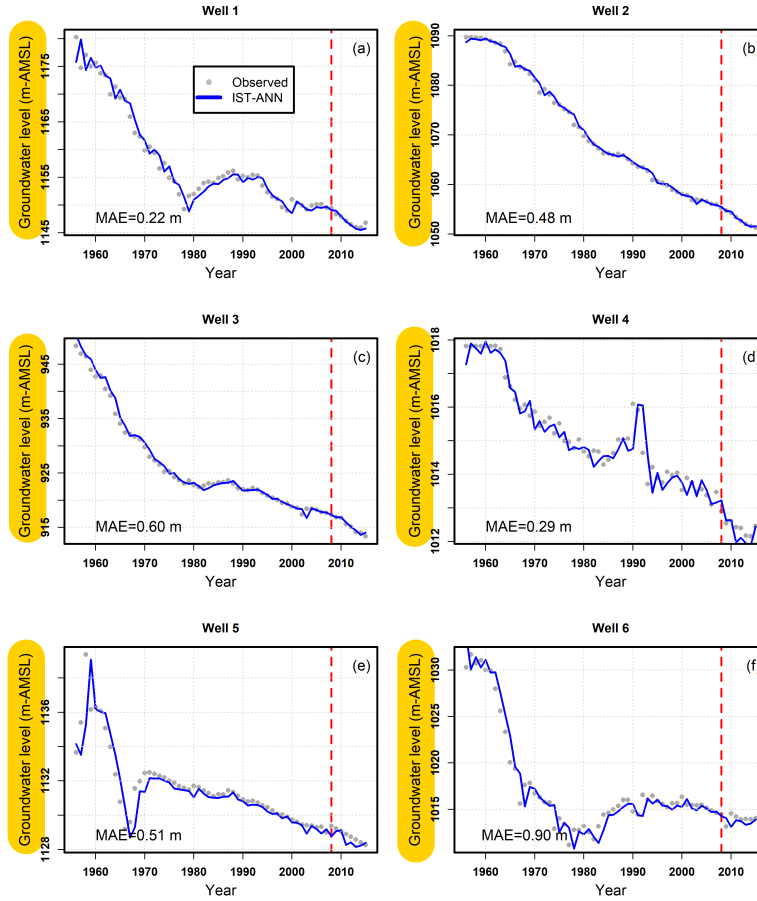 Well 1
Groundwater level (m-AMSL)
1175
1165
1155
1145
(a)
Observed
IST-ANN
MAE=0.22 m
1960 1970 1980 1990 2000 2010
Year
Well 2
Groundwater level (m-AMSL)
1090
1080
1070
1060
1050
(b)
MAE=0.48 m
1960 1970 1980 1990 2000 2010
Year
Well 3
Groundwater level (m-AMSL)
945
935
925
915
(c)
MAE=0.60 m
1960 1970 1980 1990 2000 2010
Year
Well 4
Groundwater level (m-AMSL)
1018
1016
1014
1012
(d)
MAE=0.29 m
1960 1970 1980 1990 2000 2010
Year
Well 5
Groundwater level (m-AMSL)
1136
1132
1128
(e)
MAE=0.51 m
1960 1970 1980 1990 2000 2010
Year
Well 6
Groundwater level (m-AMSL)
1030
1025
1020
1015
(f)
MAE=0.90 m
1960 1970 1980 1990 2000 2010
Year